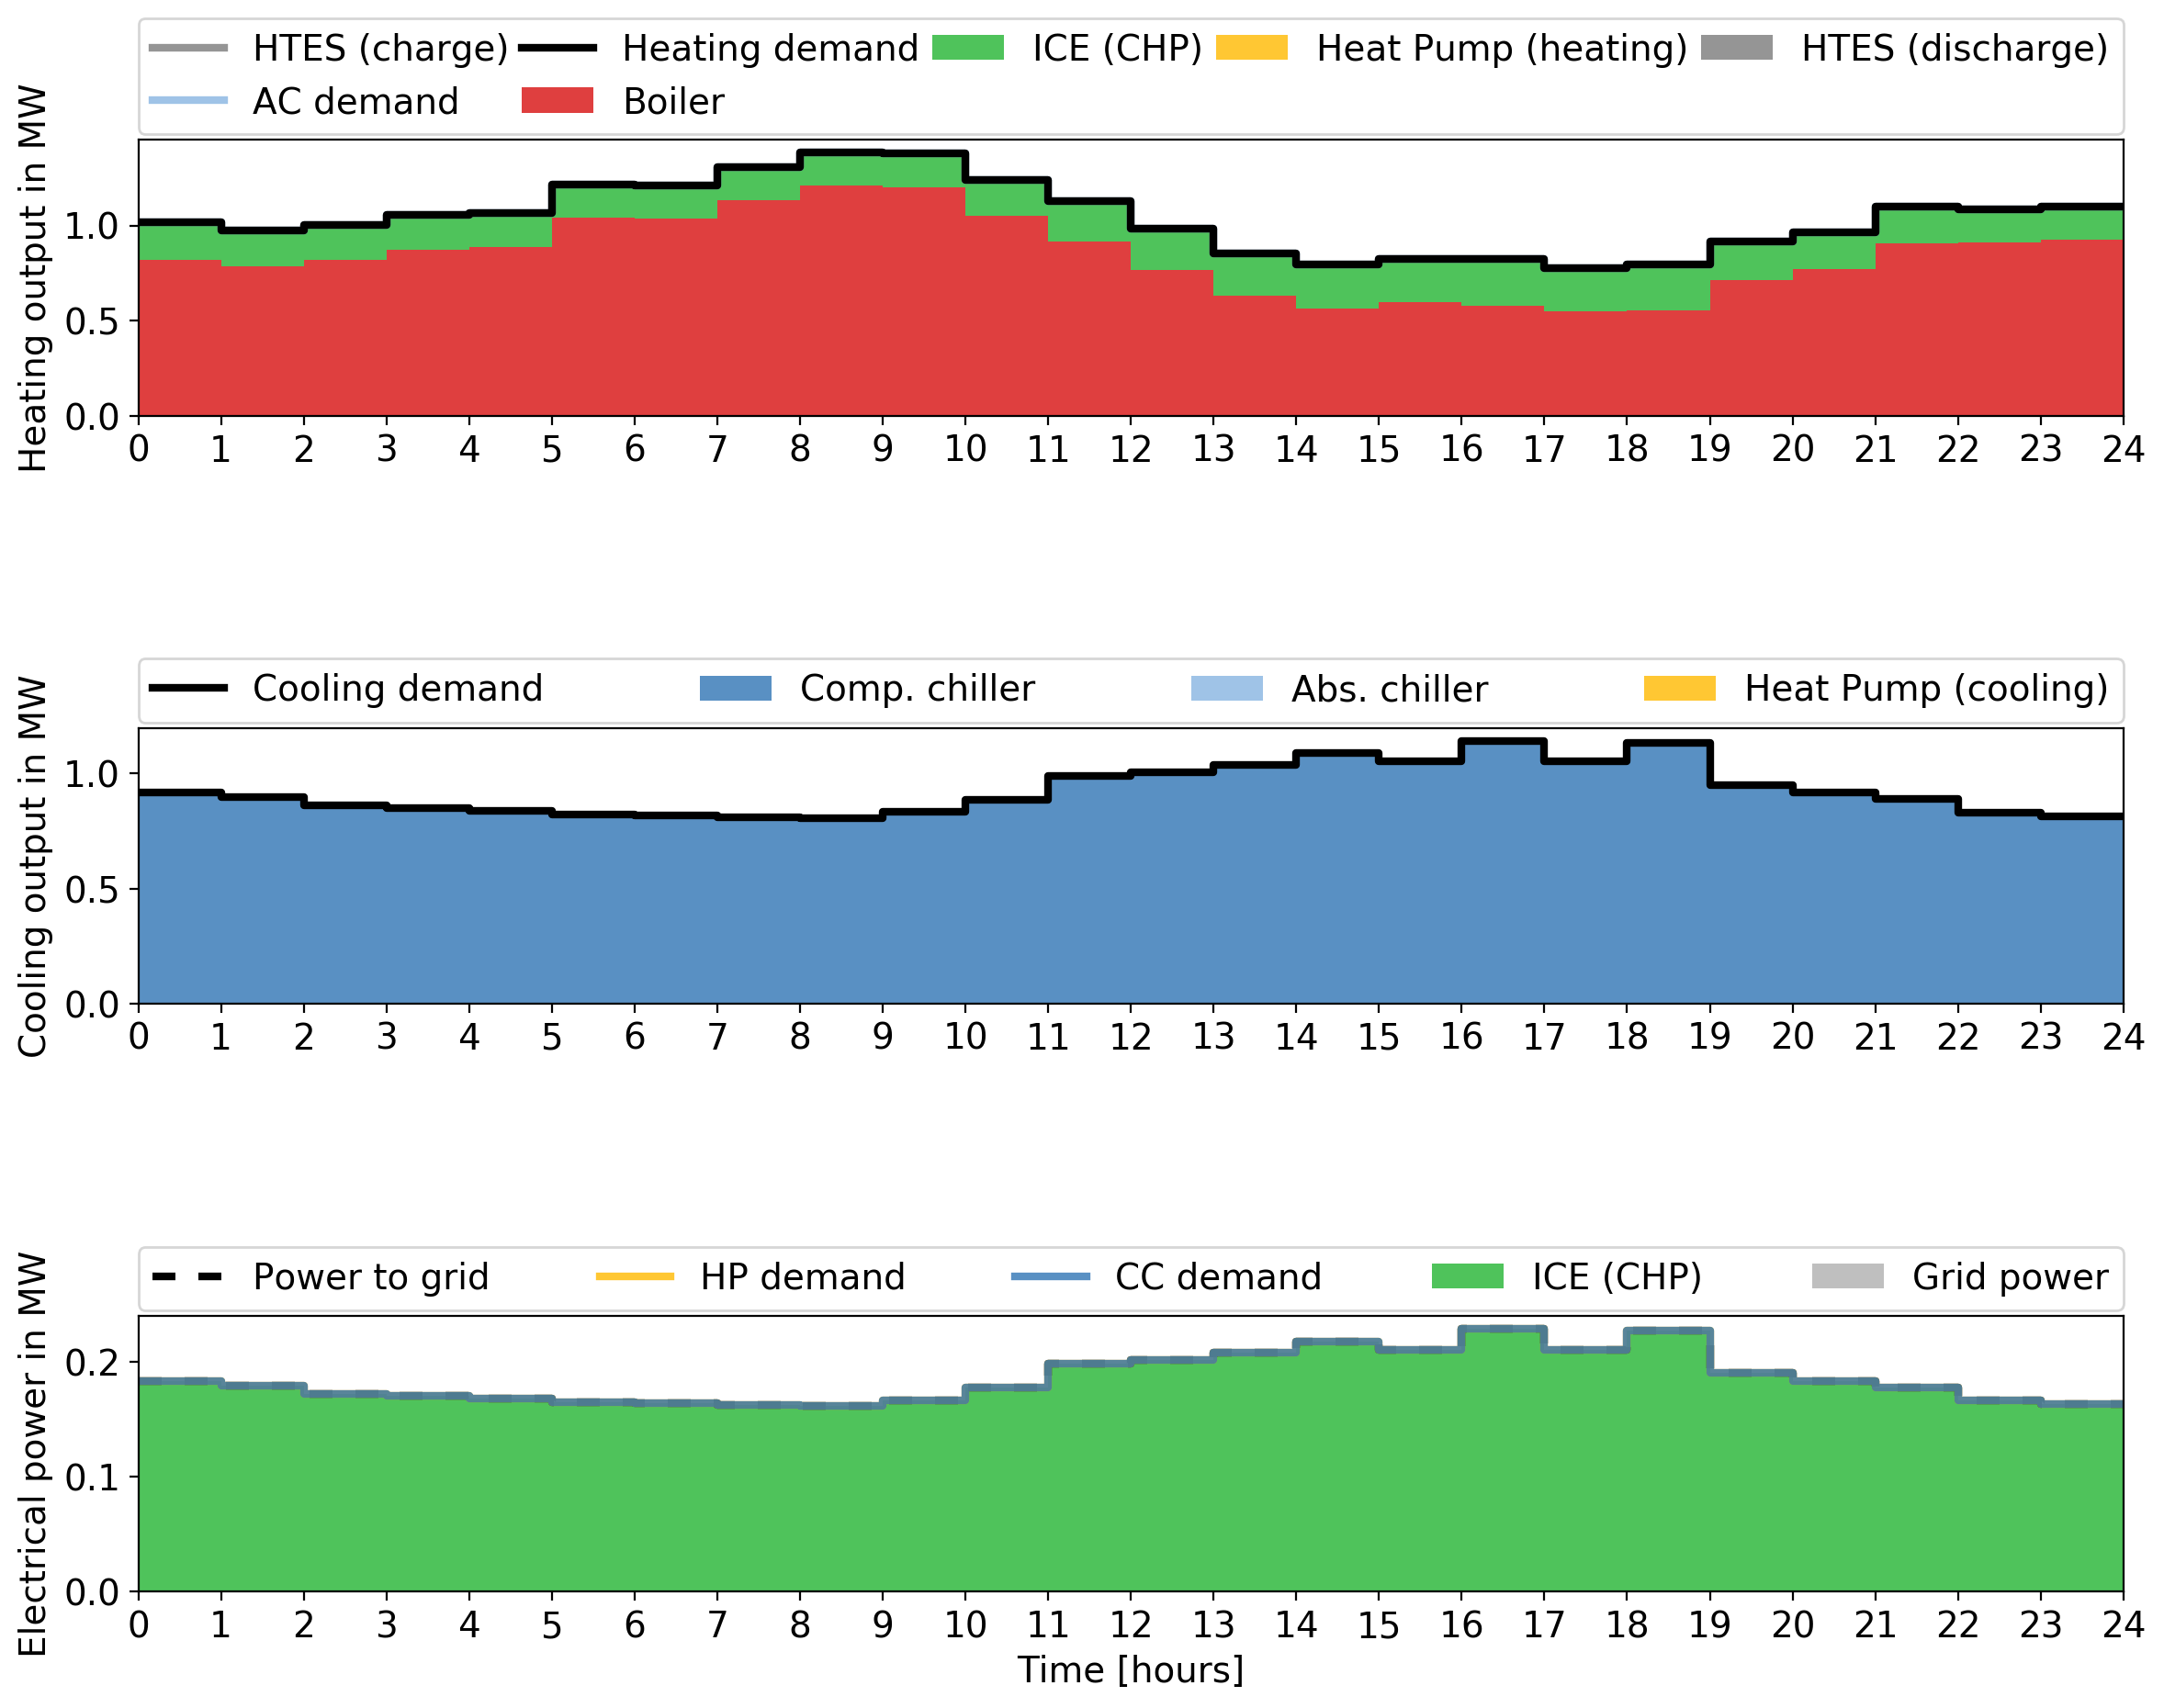 HTES (charge) Heating demand ICE (CHP) Heat Pump (heating) HTES (discharge)
AC demand Boiler
Heating output in MW
1.0
0.5
0.0
0 1 2 3 4 5 6 7 8 9 10 11 12 13 14 15 16 17 18 19 20 21 22 23 24
Cooling demand Comp. chiller Abs. chiller Heat Pump (cooling)
Cooling output in MW
1.0
0.5
0.0
0 1 2 3 4 5 6 7 8 9 10 11 12 13 14 15 16 17 18 19 20 21 22 23 24
Power to grid HP demand CC demand ICE (CHP) Grid power
Electrical power in MW
0.2
0.1
0.0
0 1 2 3 4 5 6 7 8 9 10 11 12 13 14 15 16 17 18 19 20 21 22 23 24
Time [hours]